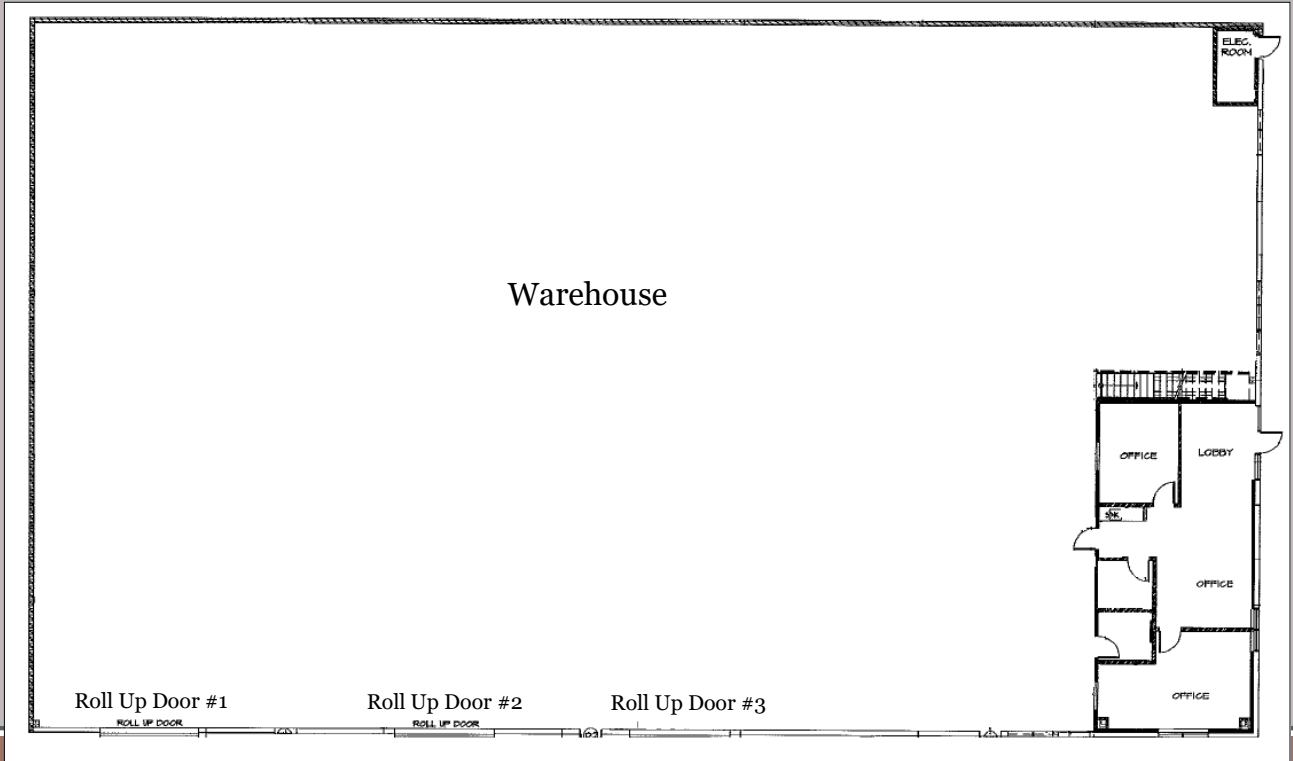 ELEC.
ROOM
Warehouse
OFFICE
LOBBY
SNK
OFFICE
OFFICE
Roll Up Door #1
Roll Up Door #2
Roll Up Door #3
ROLL UP DOOR
ROLL UP DOOR